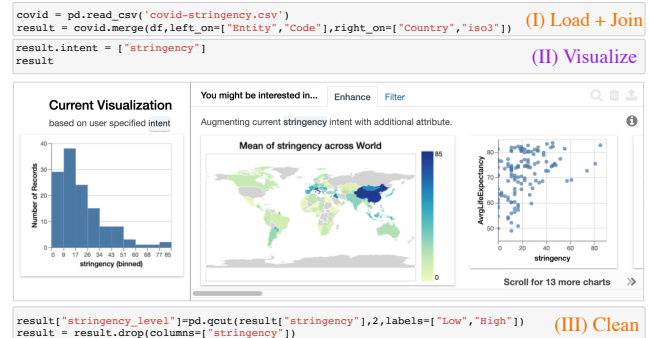 covid = pd.read_csv('covid-stringency.csv')
result = covid.merge(df,left_on=["Entity","Code"],right_on=["Country","iso3"])
(I) Load + Join
result.intent = ["stringency"]
result
(II) Visualize
Current Visualization
based on user specified intent
40
30
20
10
0
Number of Records
0 9 17 26 34 43 51 60 68 77 85
stringency (binned)
You might be interested in... Enhance Filter
Augmenting current stringency intent with additional attribute.
Mean of stringency across World
85
0
80
70
60
50
AvrgLifeExpectancy
0 20 40 60 80
stringency
Scroll for 13 more charts »
result["stringency_level"]=pd.qcut(result["stringency"],2,labels=["Low","High"])
result = result.drop(columns=["stringency"])
(III) Clean